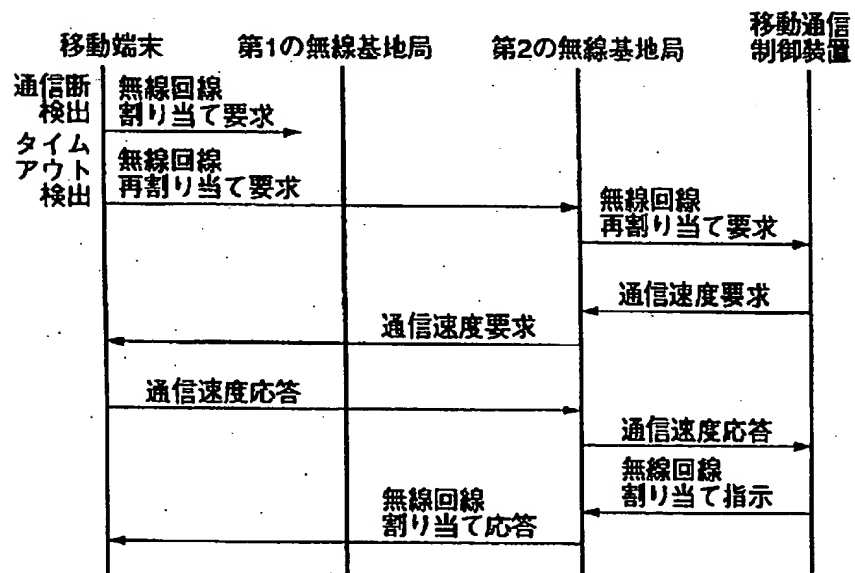 移動端末
第1の無線基地局
第2の無線基地局
移動通信
制御装置
通信断
検出
無線回線
割り当て要求
タイム
アウト
検出
無線回線
再割り当て要求
無線回線
再割り当て要求
通信速度要求
通信速度要求
通信速度応答
通信速度応答
無線回線
割り当て指示
無線回線
割り当て応答